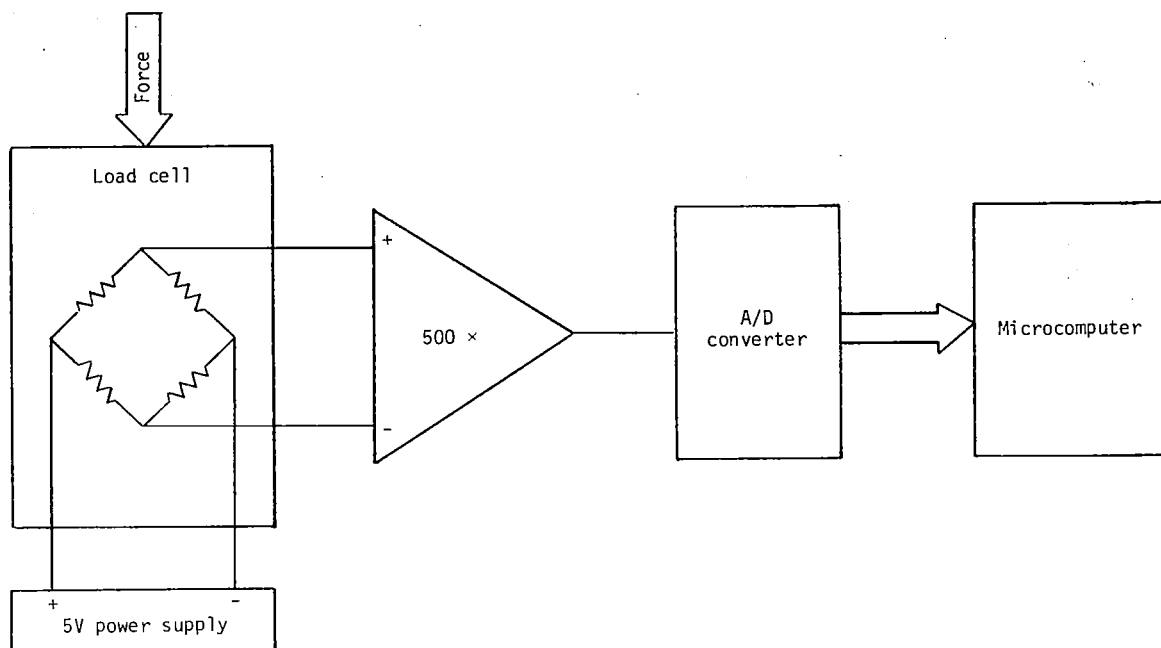 Force
Load cell
+
500 ×
-
A/D
converter
Microcomputer
+ -
5V power supply